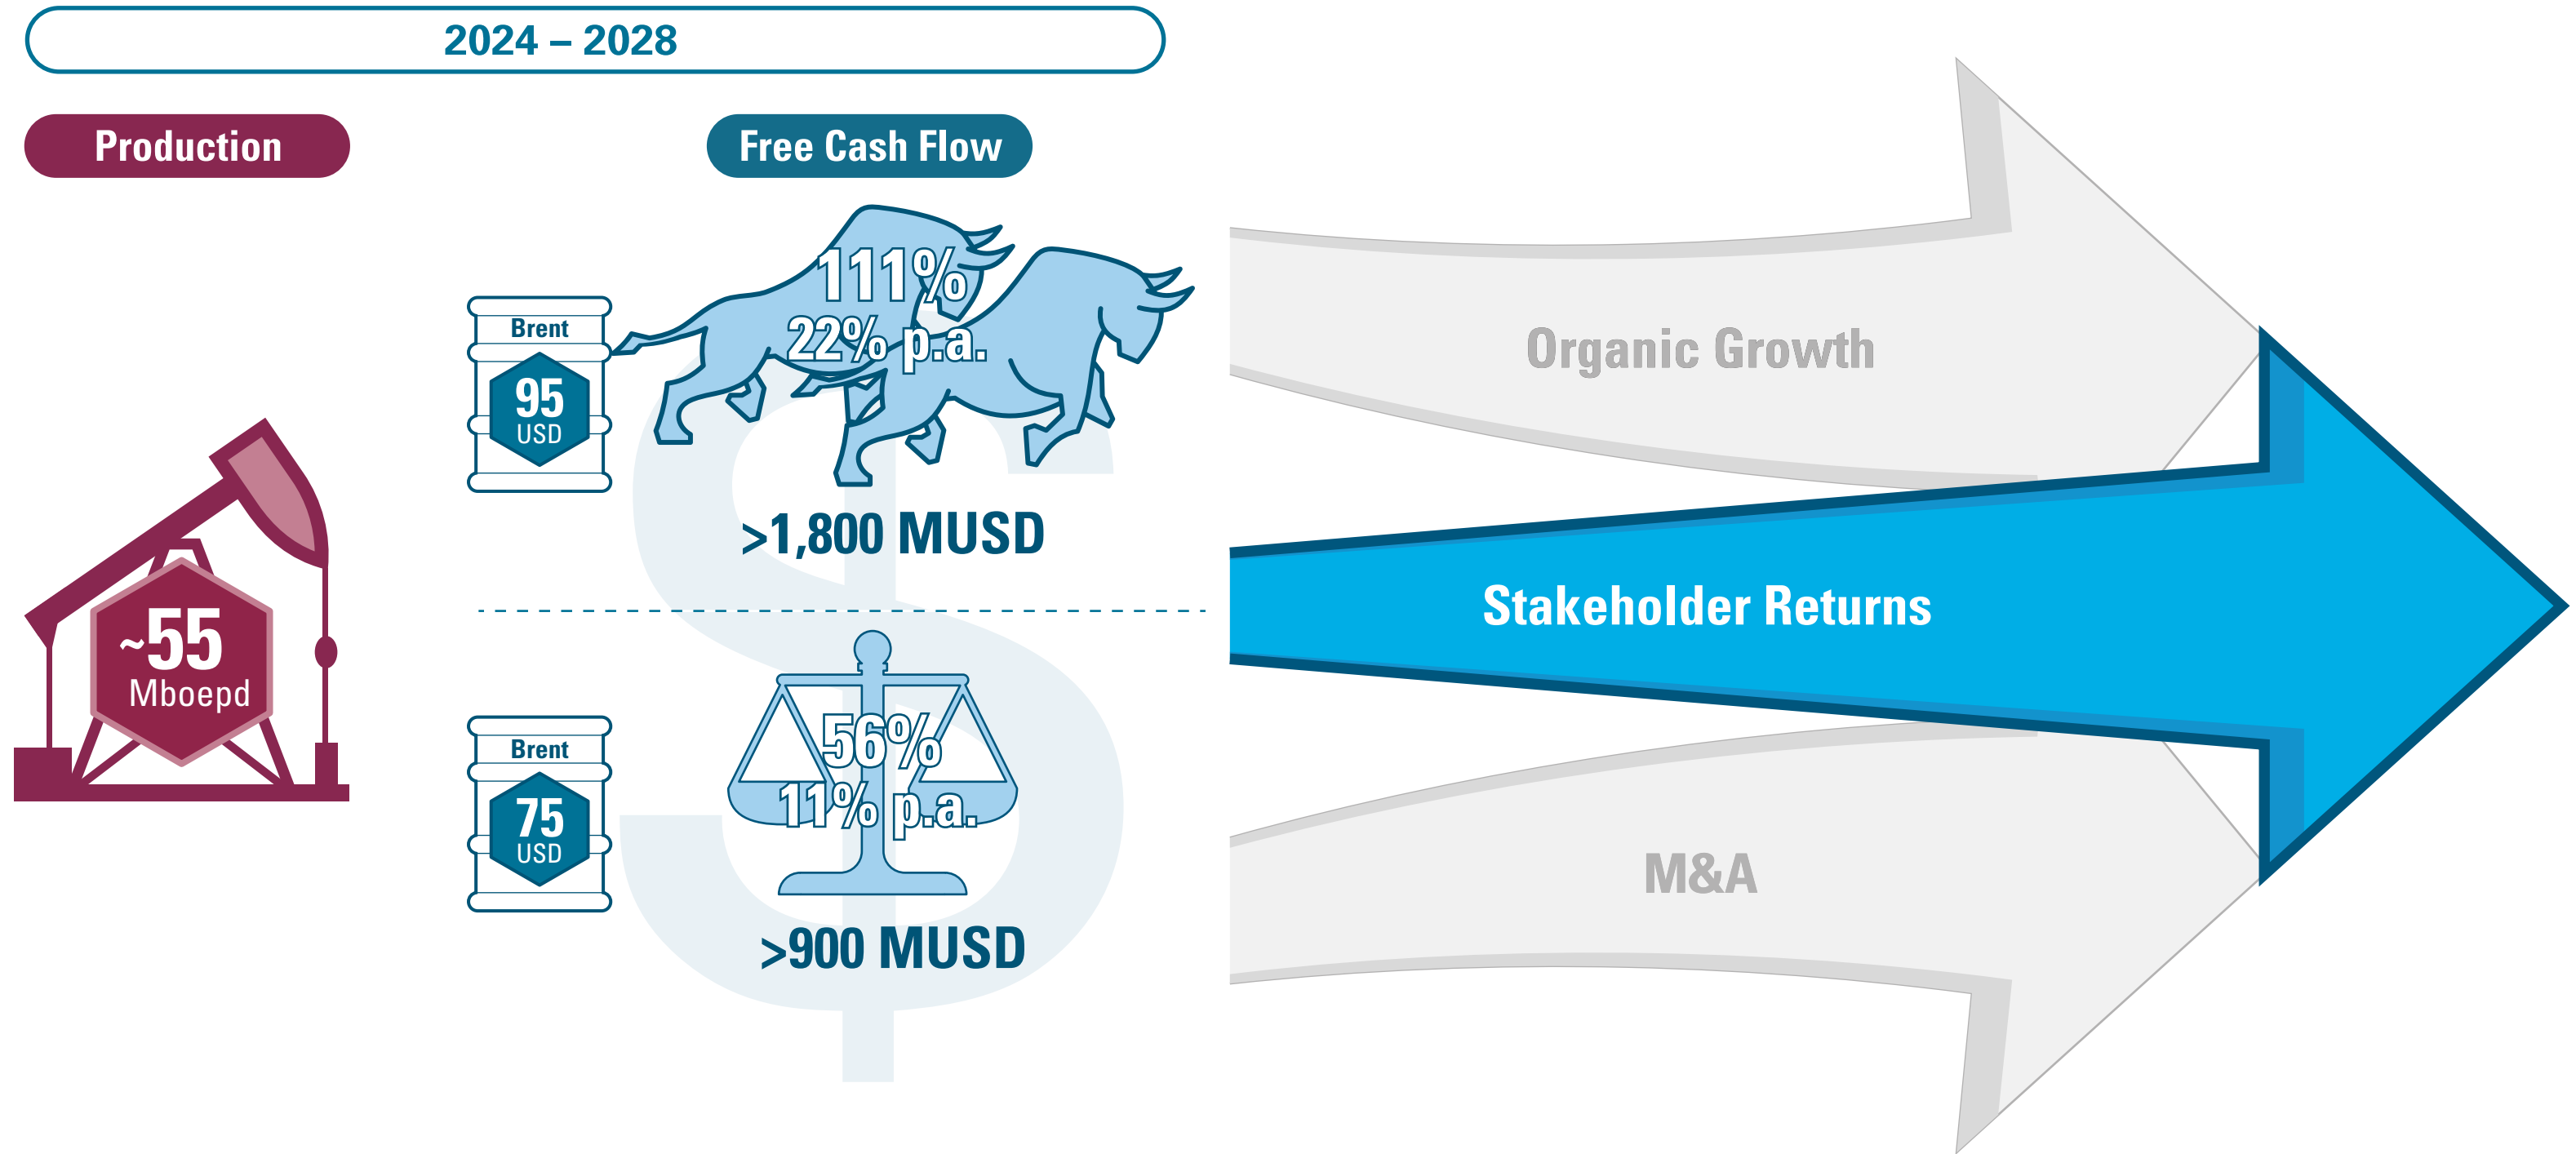 2024 – 2028
Production
Free Cash Flow
Brent
95
USD
111%
22% p.a.
>1,800 MUSD
~55
Mboepd
Brent
75
USD
56%
11% p.a.
>900 MUSD
Organic Growth
Stakeholder Returns
M&A